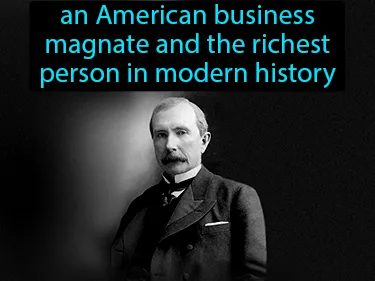 an American business
magnate and the richest
person in modern history